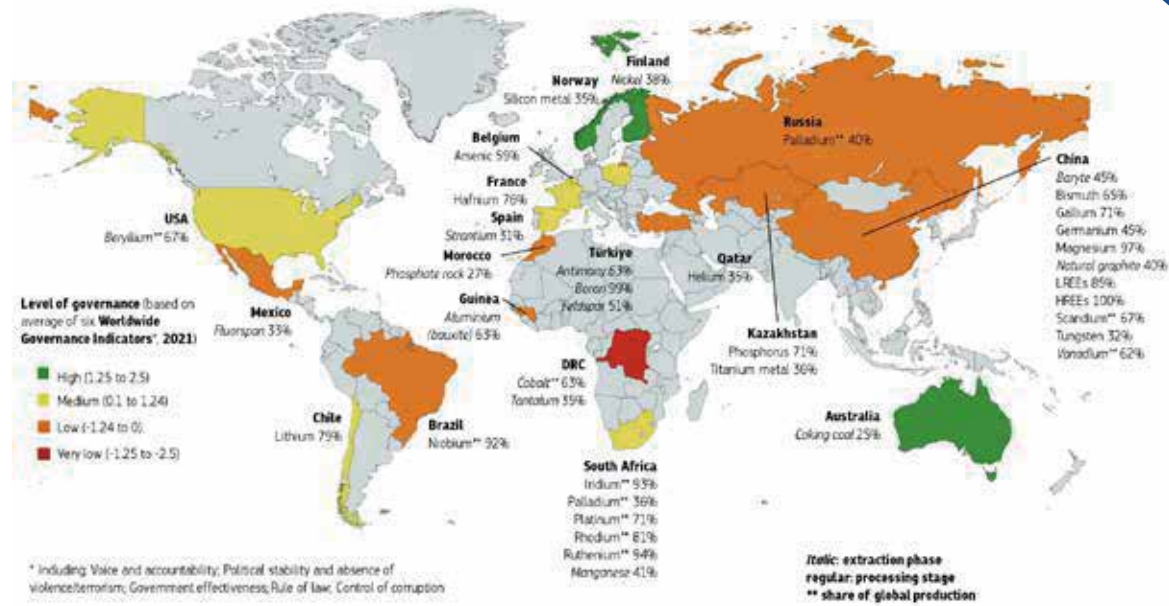 Finland
Nickel 38%
Norway
Silicon metal 35%
Belgium
Arsenic 59%
France
Hafnium 76%
Spain
Strontium 31%
Morocco
Phosphate rock 27%
Türkiye
Antimony 63%
Boron 99%
Feldspar 51%
Qatar
Helium 35%
Russia
Palladium** 40%
China
Baryte 45%
Bismuth 65%
Gallium 71%
Germanium 45%
Magnesium 97%
Natural graphite 40%
LREEs 85%
HREEs 100%
Scandium** 67%
Tungsten 32%
Vanadium** 62%
USA
Beryllium** 67%
Mexico
Fluorspar 33%
Guinea
Aluminium
(bauxite) 63%
DRC
Cobalt** 63%
Tantalum 35%
Kazakhstan
Phosphorus 71%
Titanium metal 36%
Chile
Lithium 79%
Brazil
Niobium** 92%
Australia
Coking coal 25%
South Africa
Iridium** 93%
Palladium** 36%
Platinum** 71%
Rhodium** 81%
Ruthenium** 94%
Manganese 41%
Level of governance (based on
average of six Worldwide
Governance Indicators*, 2021)
High (1.25 to 2.5)
Medium (0.1 to 1.24)
Low (-1.24 to 0)
Very low (-1.25 to -2.5)
* Including: Voice and accountability; Political stability and absence of
violence/terrorism; Government effectiveness; Rule of law; Control of corruption
Italic: extraction phase
regular: processing stage
** share of global production